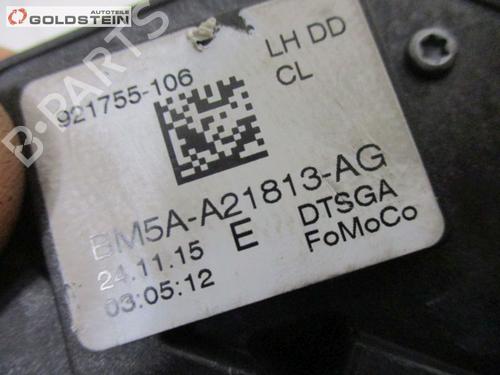 Autoteile
GOLDSTEIN
B-PARTS
LH DD
CL
921755-106
BM5A-A21813-AG
24.11.15 E DTSGA
03:05:12 FoMoCo